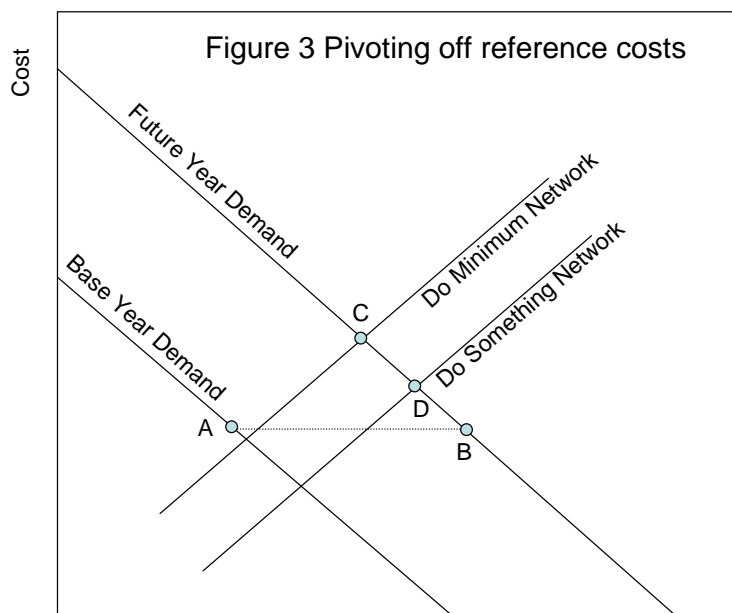 Figure 3 Pivoting off reference costs
Cost
Future Year Demand
Base Year Demand
Do Minimum Network
Do Something Network
C
D
A
B